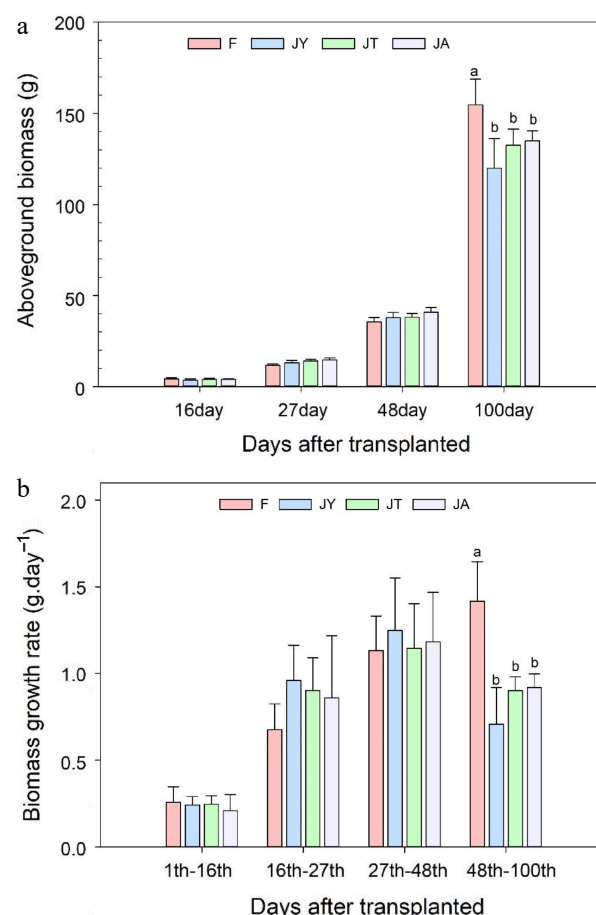 a
F JY JT JA
Aboveground biomass (g)
200
150
100
50
0
a
b b b
16day 27day 48day 100day
Days after transplanted
b
F JY JT JA
Biomass growth rate (g.day⁻¹)
2.0
1.5
1.0
0.5
0.0
a
b b b
1th-16th 16th-27th 27th-48th 48th-100th
Days after transplanted